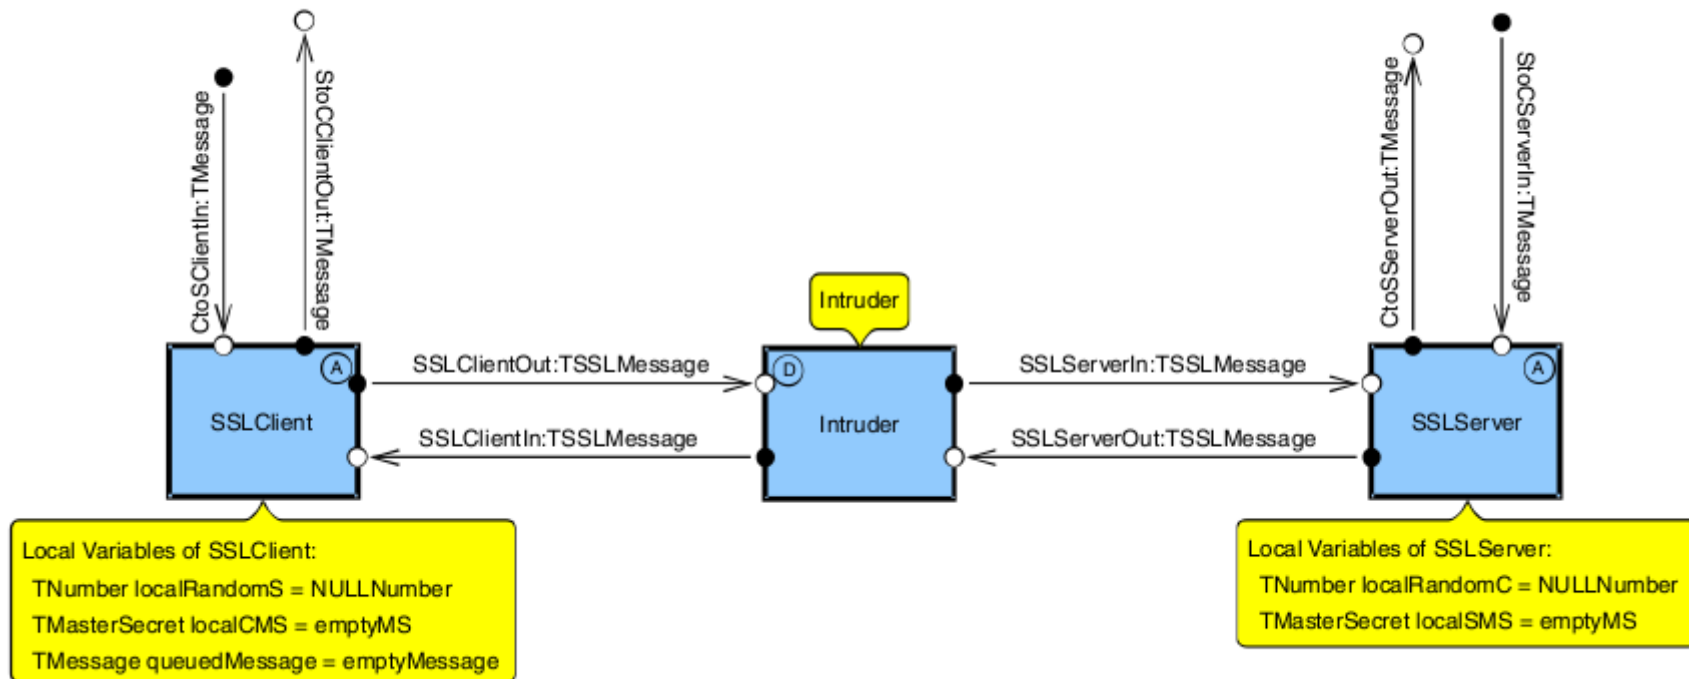 CtoSClientIn:TMessage
StoCClientOut:TMessage
CtoSServerOut:TMessage
StoCServerIn:TMessage
Intruder
A
SSLClient
SSLClientOut:TSSLMessage
SSLClientIn:TSSLMessage
D
Intruder
SSLServerIn:TSSLMessage
SSLServerOut:TSSLMessage
A
SSLServer
Local Variables of SSLClient:
TNumber localRandomS = NULLNumber
TMasterSecret localCMS = emptyMS
TMessage queuedMessage = emptyMessage
Local Variables of SSLServer:
TNumber localRandomC = NULLNumber
TMasterSecret localSMS = emptyMS